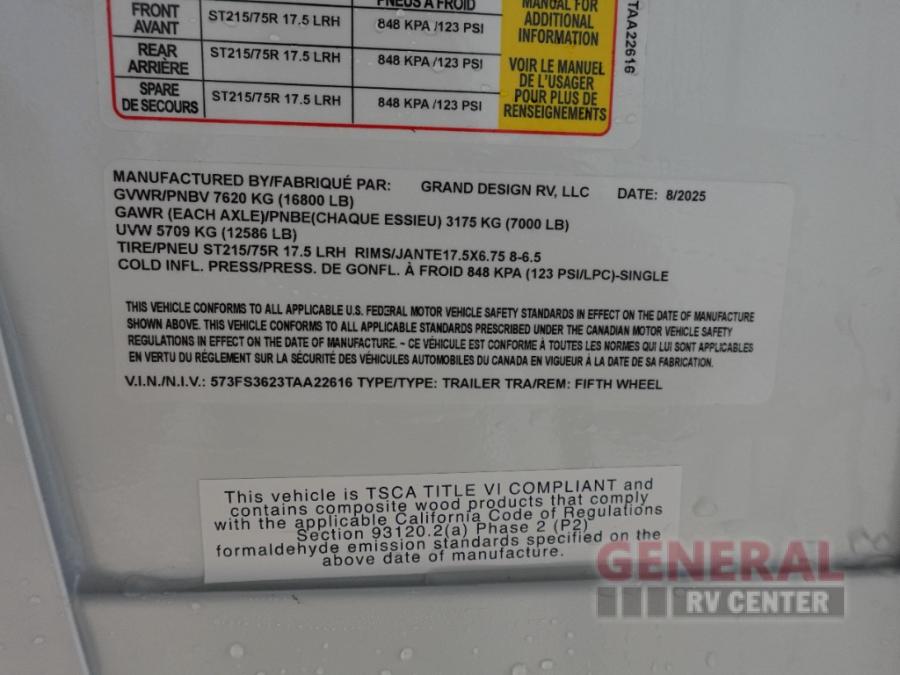 PNEUS A FROID
FRONT
AVANT
ST215/75R 17.5 LRH
848 KPA /123 PSI
REAR
ARRIÈRE
ST215/75R 17.5 LRH
848 KPA /123 PSI
SPARE
DE SECOURS
ST215/75R 17.5 LRH
848 KPA /123 PSI
MANUAL FOR
ADDITIONAL
INFORMATION
VOIR LE MANUEL
DE L'USAGER
POUR PLUS DE
RENSEIGNEMENTS
TAA22616
MANUFACTURED BY/FABRIQUÉ PAR: GRAND DESIGN RV, LLC DATE: 8/2025
GVWR/PNBV 7620 KG (16800 LB)
GAWR (EACH AXLE)/PNBE(CHAQUE ESSIEU) 3175 KG (7000 LB)
UVW 5709 KG (12586 LB)
TIRE/PNEU ST215/75R 17.5 LRH RIMS/JANTE17.5X6.75 8-6.5
COLD INFL. PRESS/PRESS. DE GONFL. À FROID 848 KPA (123 PSI/LPC)-SINGLE
THIS VEHICLE CONFORMS TO ALL APPLICABLE U.S. FEDERAL MOTOR VEHICLE SAFETY STANDARDS IN EFFECT ON THE DATE OF MANUFACTURE
SHOWN ABOVE. THIS VEHICLE CONFORMS TO ALL APPLICABLE STANDARDS PRESCRIBED UNDER THE CANADIAN MOTOR VEHICLE SAFETY
REGULATIONS IN EFFECT ON THE DATE OF MANUFACTURE. - CE VÉHICULE EST CONFORME À TOUTES LES NORMES QUI LUI SONT APPLICABLES
EN VERTU DU RÉGLEMENT SUR LA SÉCURITÉ DES VÉHICULES AUTOMOBILES DU CANADA EN VIGUEUR À LA DATE DE SA FABRICATION.
V.I.N./N.I.V.: 573FS3623TAA22616 TYPE/TYPE: TRAILER TRA/REM: FIFTH WHEEL
This vehicle is TSCA TITLE VI COMPLIANT and
contains composite wood products that comply
with the applicable California Code of Regulations
Section 93120.2(a) Phase 2 (P2)
formaldehyde emission standards specified on the
above date of manufacture.
GENERAL
RV CENTER